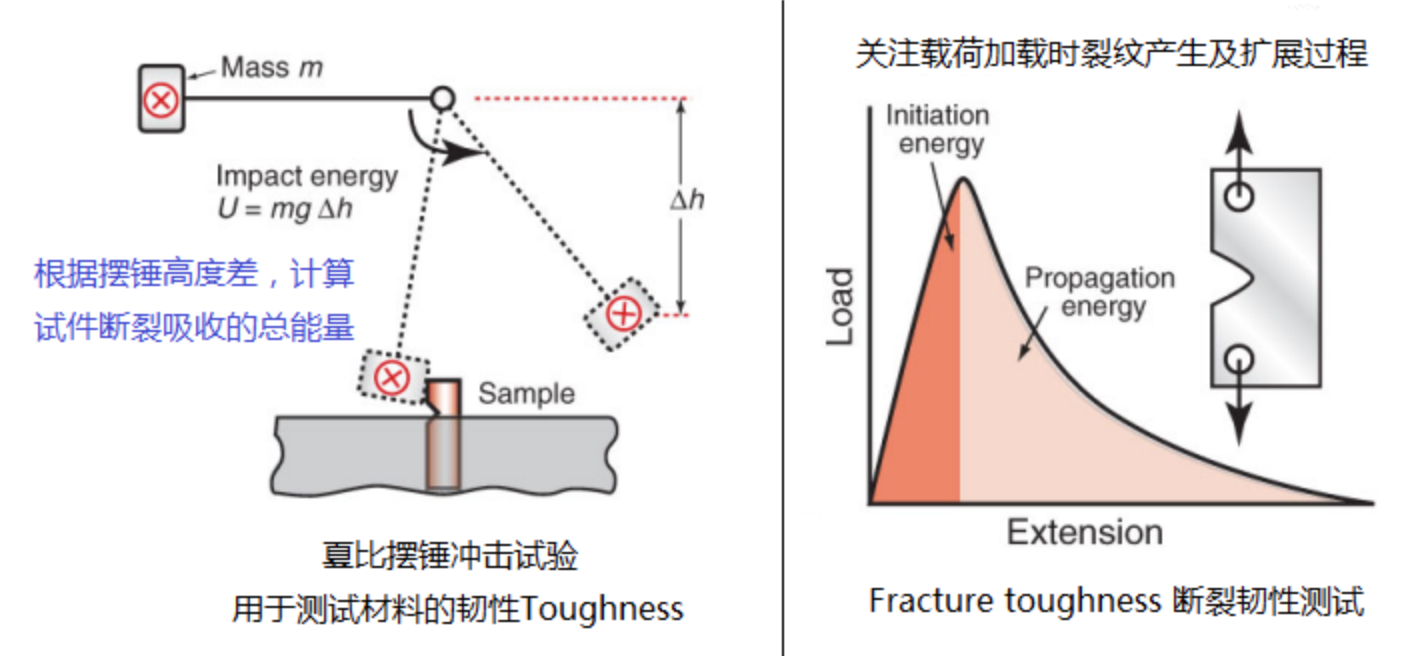 Mass m
Impact energy
U = mg Δh
Δh
根据摆锤高度差，计算
试件断裂吸收的总能量
Sample
夏比摆锤冲击试验
用于测试材料的韧性Toughness
关注载荷加载时裂纹产生及扩展过程
Initiation
energy
Propagation
energy
Load
Extension
Fracture toughness 断裂韧性测试